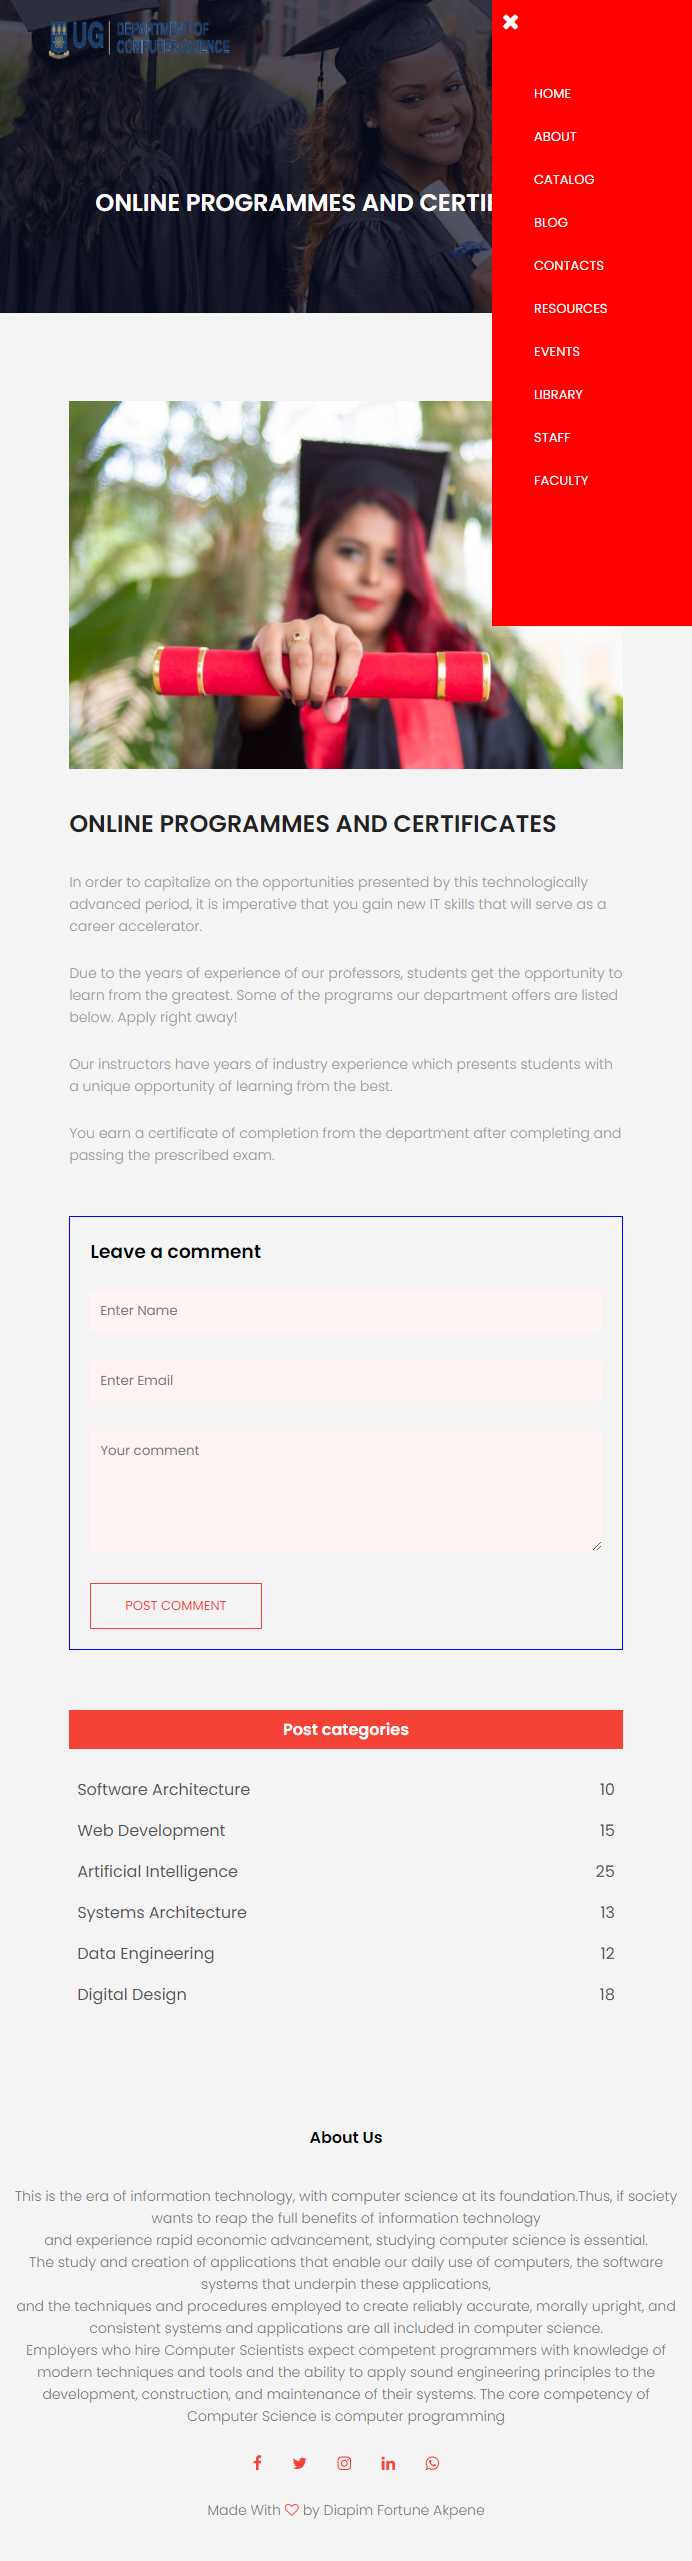 UG
DEPARTMENT OF
COMPUTER SCIENCE
HOME
ABOUT
CATALOG
BLOG
CONTACTS
RESOURCES
EVENTS
LIBRARY
STAFF
FACULTY
ONLINE PROGRAMMES AND
ONLINE PROGRAMMES AND CERTIFICATES
In order to capitalize on the opportunities presented by this technologically
advanced period, it is imperative that you gain new IT skills that will serve as a
career accelerator.
Due to the years of experience of our professors, students get the opportunity to
learn from the greatest. Some of the programs our department offers are listed
below. Apply right away!
Our instructors have years of industry experience which presents students with
a unique opportunity of learning from the best.
You earn a certificate of completion from the department after completing and
passing the prescribed exam.
Leave a comment
Enter Name
Enter Email
Your comment
POST COMMENT
Post categories
Software Architecture 10
Web Development 15
Artificial Intelligence 25
Systems Architecture 13
Data Engineering 12
Digital Design 18
About Us
This is the era of information technology, with computer science at its foundation.Thus, if society
wants to reap the full benefits of information technology
and experience rapid economic advancement, studying computer science is essential.
The study and creation of applications that enable our daily use of computers, the software
systems that underpin these applications,
and the techniques and procedures employed to create reliably accurate, morally upright, and
consistent systems and applications are all included in computer science.
Employers who hire Computer Scientists expect competent programmers with knowledge of
modern techniques and tools and the ability to apply sound engineering principles to the
development, construction, and maintenance of their systems. The core competency of
Computer Science is computer programming
Made With by Diapim Fortune Akpene